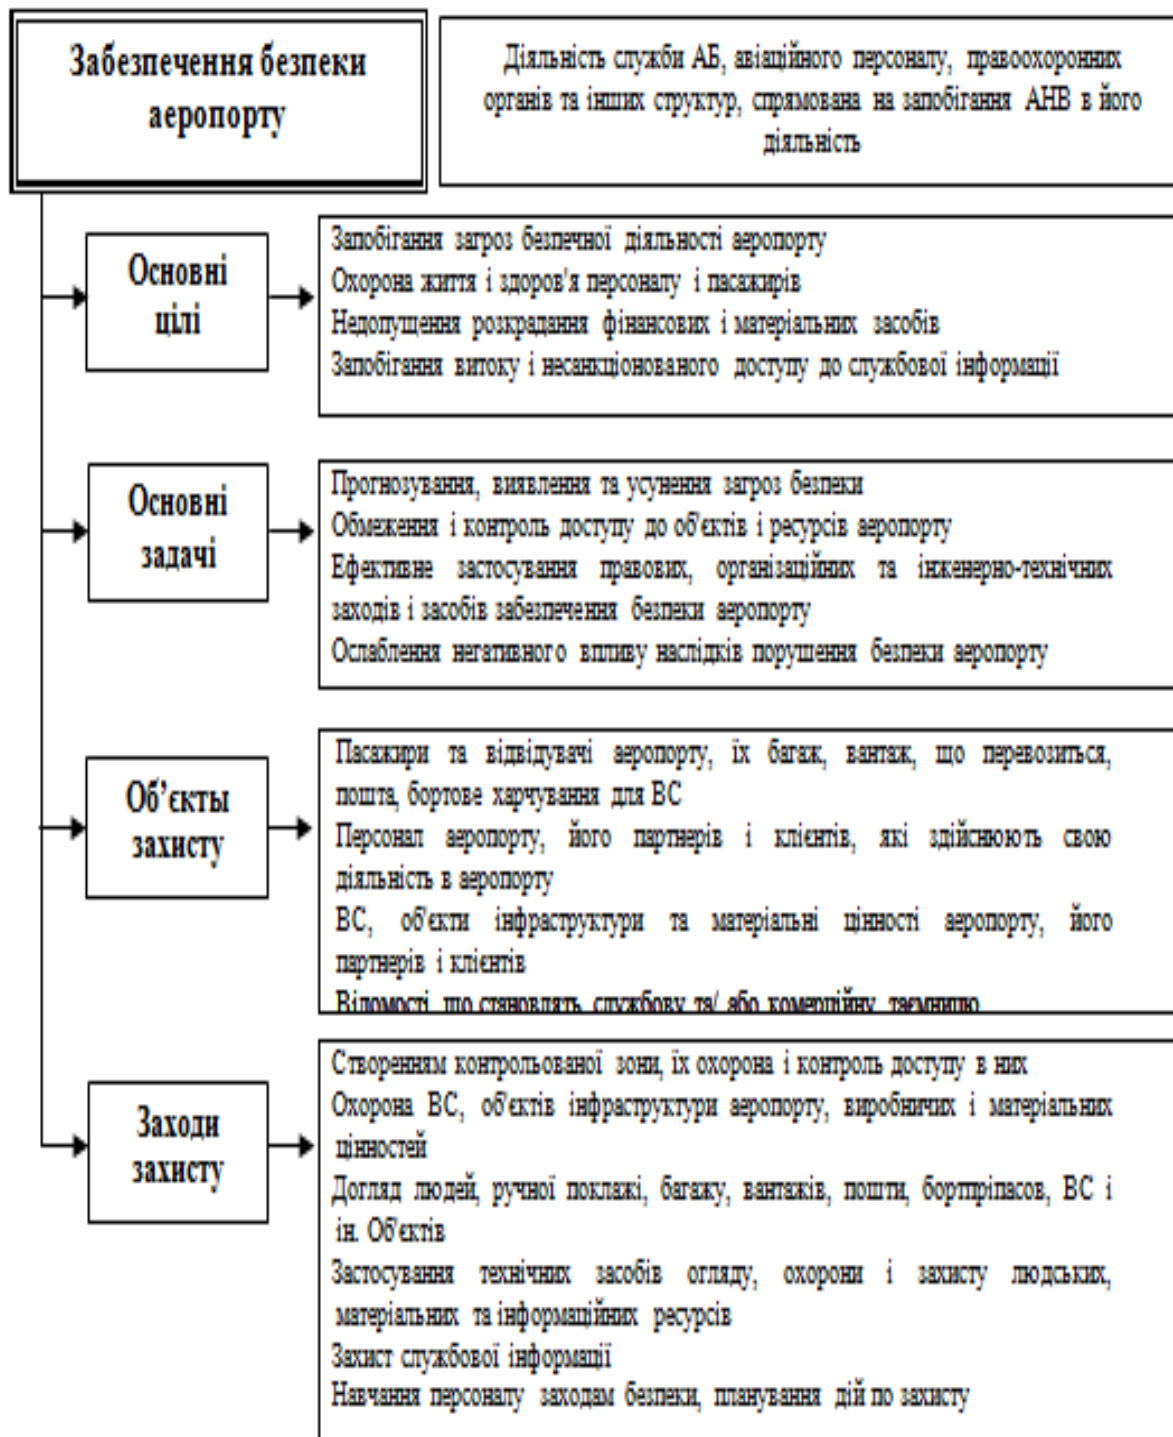 Забезпечення безпеки
аеропорту
Діяльність служби АБ, авіаційного персоналу, правоохоронних
органів та інших структур, спрямована на запобігання АНВ в його
діяльність
Основні
цілі
Запобігання загроз безпечної діяльності аеропорту
Охорона життя і здоров'я персоналу і пасажирів
Недопущення розкрадання фінансових і матеріальних засобів
Запобігання витоку і несанкціонованого доступу до службової інформації
Основні
задачі
Прогнозування, виявлення та усунення загроз безпеки
Обмеження і контроль доступу до об'єктів і ресурсів аеропорту
Ефективне застосування правових, організаційних та інженерно-технічних
заходів і засобів забезпечення безпеки аеропорту
Ослаблення негативного впливу наслідків порушення безпеки аеропорту
Об'єкты
захисту
Пасажири та відвідувачі аеропорту, їх багаж, вантаж, що перевозиться,
пошта, бортове харчування для ВС
Персонал аеропорту, його партнерів і клієнтів, які здійснюють свою
діяльність в аеропорту
ВС, об'єкти інфраструктури та матеріальні цінності аеропорту, його
партнерів і клієнтів
Відомості що становлять службову та/ або комерційну таємницю
Заходи
захисту
Створенням контрольованої зони, їх охорона і контроль доступу в них
Охорона ВС, об'єктів інфраструктури аеропорту, виробничих і матеріальних
цінностей
Догляд людей, ручної поклажі, багажу, вантажів, пошти, бортпріпасов, ВС і
ін. Об'єктів
Застосування технічних засобів огляду, охорони і захисту людських,
матеріальних та інформаційних ресурсів
Захист службової інформації
Навчання персоналу заходам безпеки, планування дій по захисту